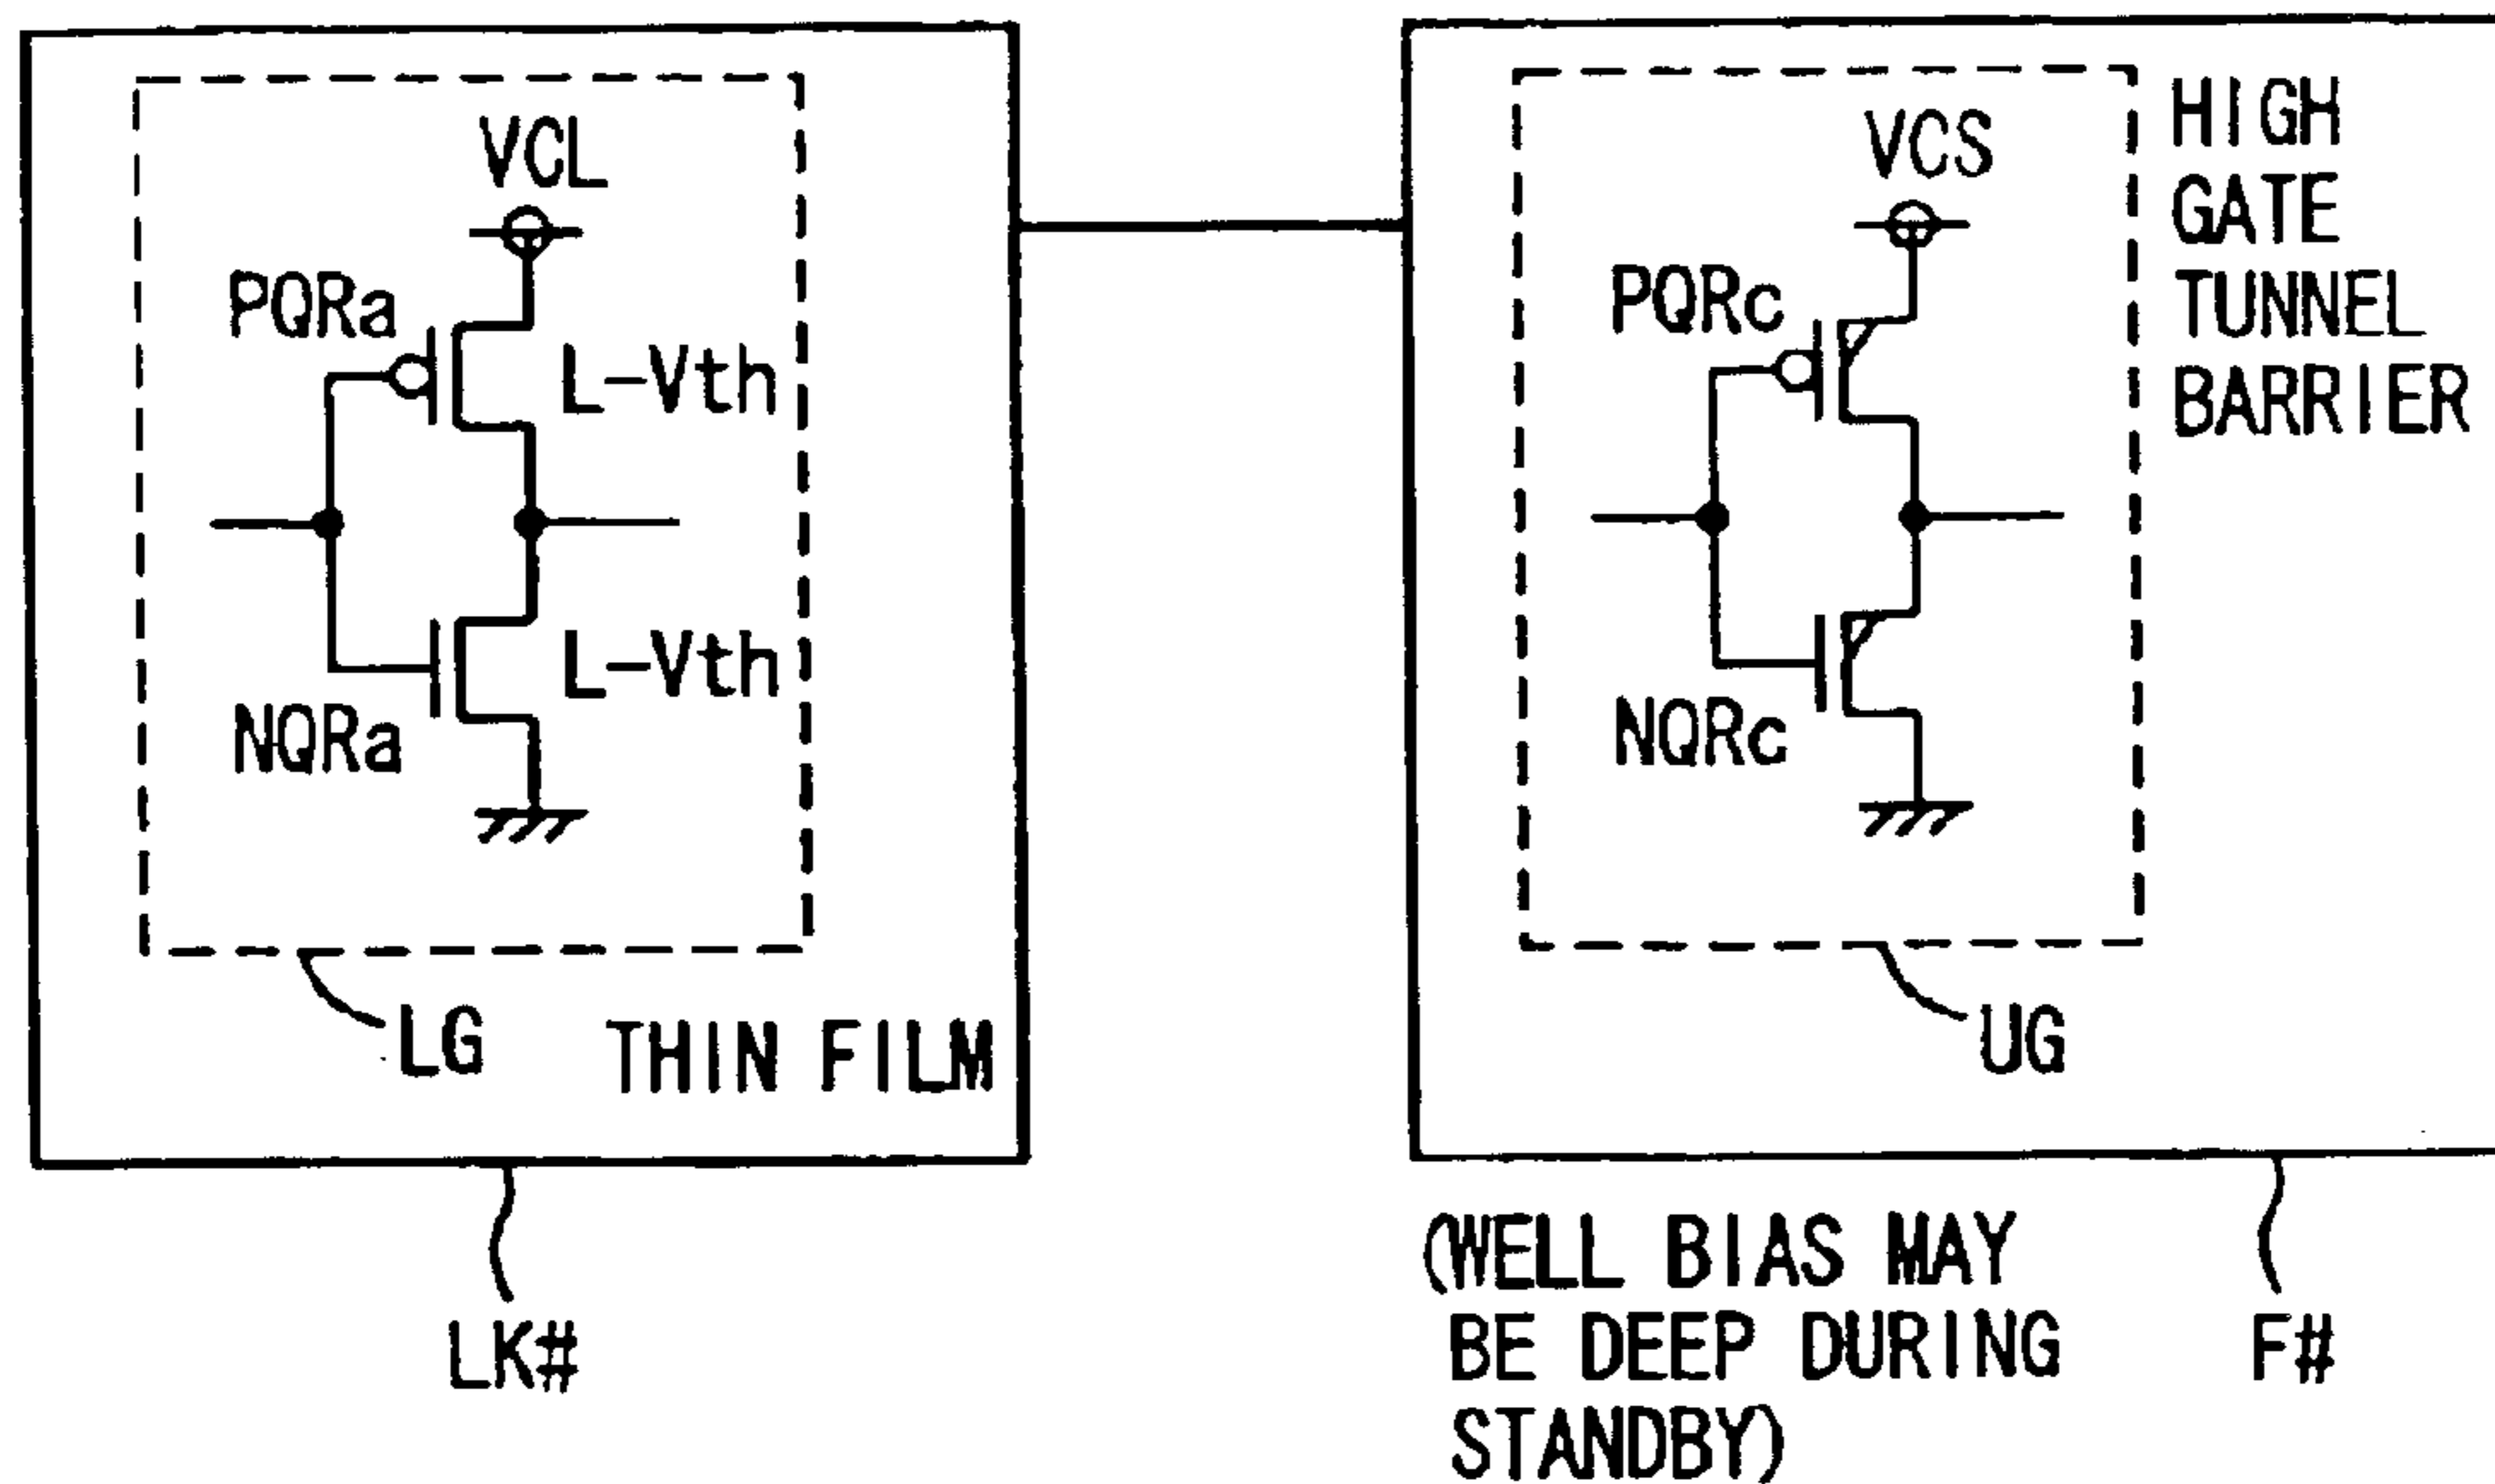 VCL
PQRa
L-Vth
L-Vth
NQRa
LG
THIN FILM
LK#
VCS
PQRc
NQRc
UG
HIGH
GATE
TUNNEL
BARRIER
(WELL BIAS MAY
BE DEEP DURING
STANDBY)
F#